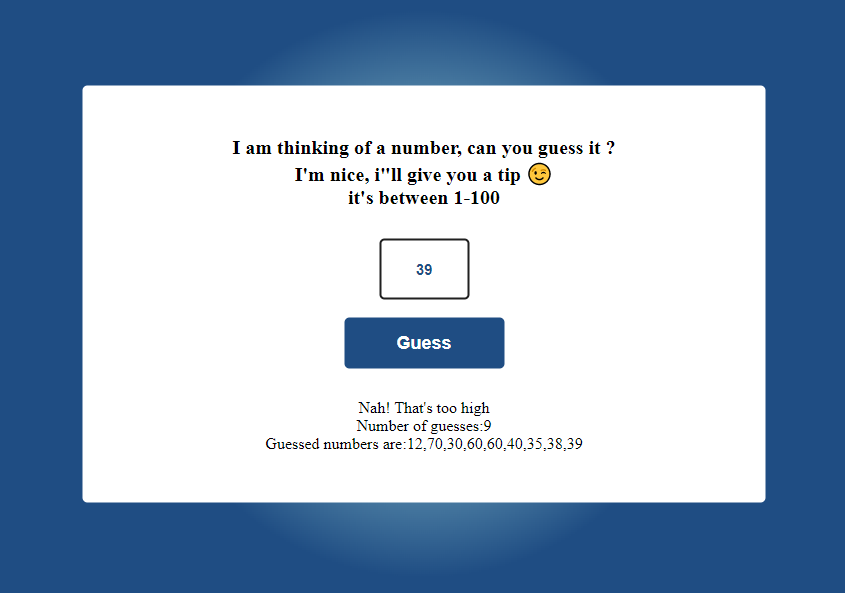 I am thinking of a number, can you guess it ?
I'm nice, i"ll give you a tip 😉
it's between 1-100
39
Guess
Nah! That's too high
Number of guesses:9
Guessed numbers are:12,70,30,60,60,40,35,38,39